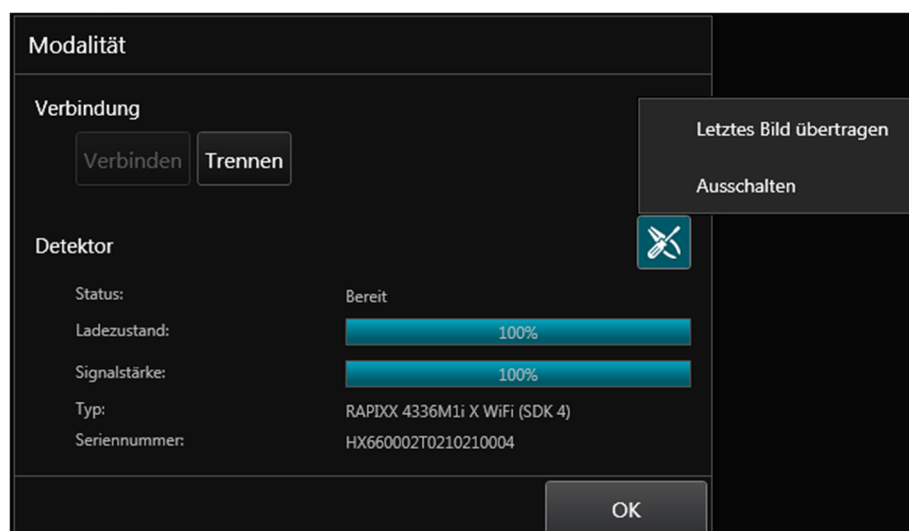 Modalität
Verbindung
Verbinden Trennen
Letztes Bild übertragen
Ausschalten
Detektor
Status: Bereit
Ladezustand: 100%
Signalstärke: 100%
Typ: RAPIXX 4336M1i X WiFi (SDK 4)
Seriennummer: HX660002T0210210004
OK